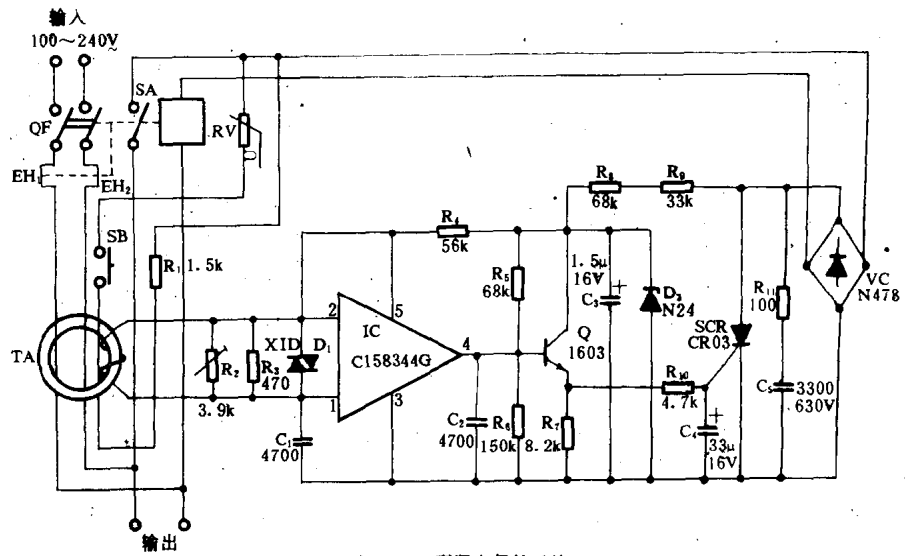 输入
100～240V~
SA
QF
RV
U
EH₁
EH₂
SB
R₁ 1.5k
R₄
56k
R₈
68k
R₉
33k
R₅
68k
1.5μ
16V
C₃
D₃
N24
R₁₁
100
VC
N478
SCR
CR03
TA
2
5
IC
C158344G
4
1
3
XID D₁
R₂
3.9k
R₃
470
Q
1603
R₁₀
4.7k
C₅
3300
630V
C₁
4700
C₂
4700
R₆
150k
R₇
8.2k
C₄
33μ
16V
输出